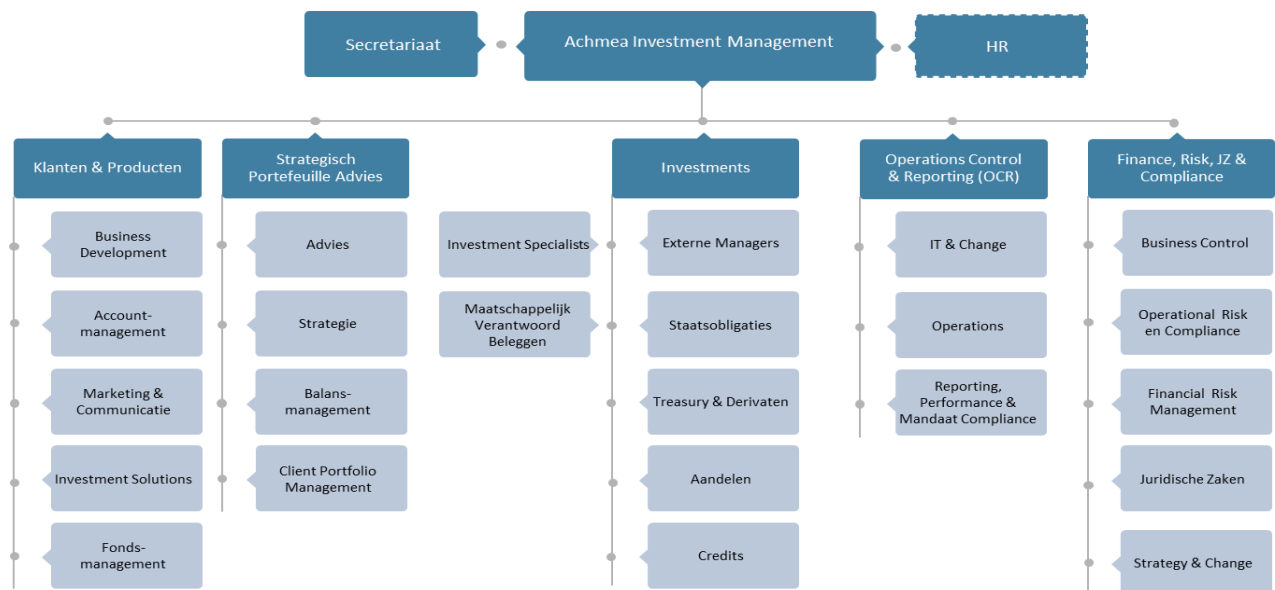 Secretariaat
Achmea Investment Management
HR
Klanten & Producten
Strategisch
Portefeuille Advies
Investments
Operations Control
& Reporting (OCR)
Finance, Risk, JZ &
Compliance
Business
Development
Account-
management
Marketing &
Communicatie
Investment Solutions
Fonds-
management
Advies
Strategie
Balans-
management
Client Portfolio
Management
Investment Specialists
Maatschappelijk
Verantwoord
Beleggen
Externe Managers
Staatsobligaties
Treasury & Derivaten
Aandelen
Credits
IT & Change
Operations
Reporting,
Performance &
Mandaat Compliance
Business Control
Operational Risk
en Compliance
Financial Risk
Management
Juridische Zaken
Strategy & Change